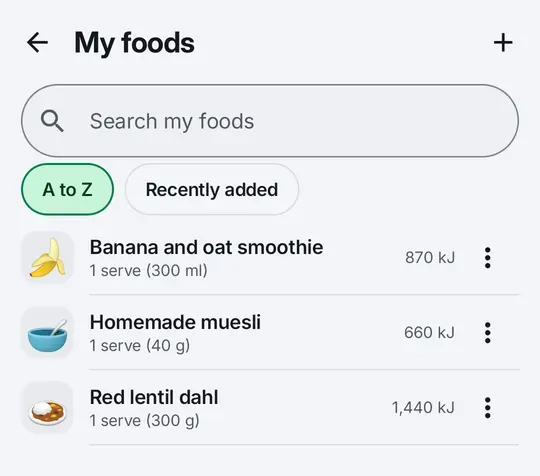 My foods
Search my foods
A to Z
Recently added
Banana and oat smoothie
870 kJ
1 serve (300 ml)
Homemade muesli
660 kJ
1 serve (40 g)
Red lentil dahl
1,440 kJ
1 serve (300 g)